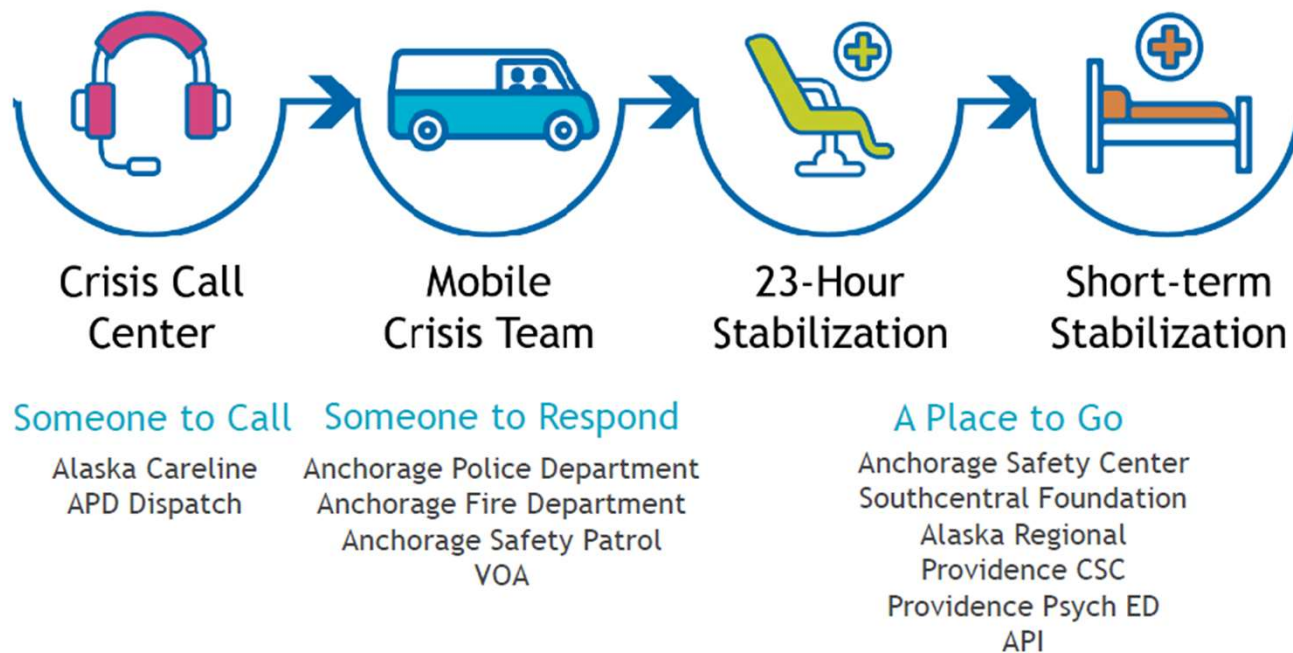 Crisis Call
Center
Mobile
Crisis Team
23-Hour
Stabilization
Short-term
Stabilization
Someone to Call
Alaska Careline
APD Dispatch
Someone to Respond
Anchorage Police Department
Anchorage Fire Department
Anchorage Safety Patrol
VOA
A Place to Go
Anchorage Safety Center
Southcentral Foundation
Alaska Regional
Providence CSC
Providence Psych ED
API